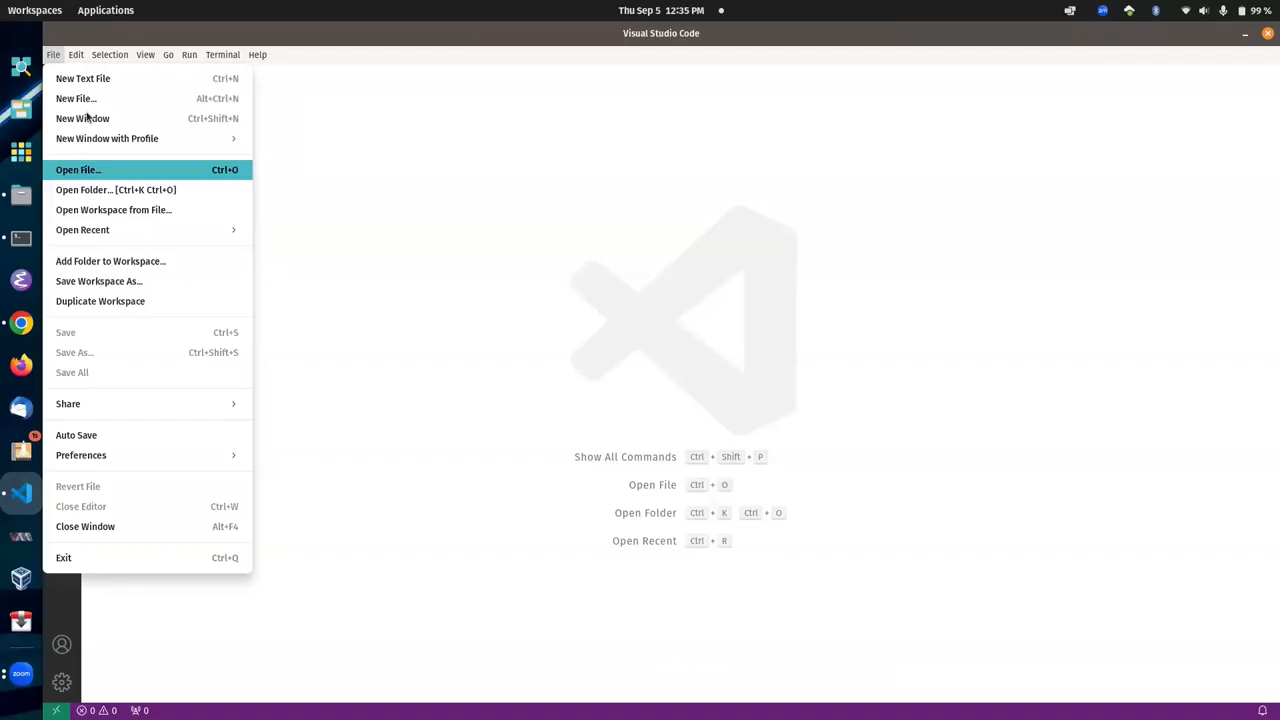 Workspaces Applications Thu Sep 5 12:35 PM 99 %
Visual Studio Code
File Edit Selection View Go Run Terminal Help
New Text File Ctrl+N
New File... Alt+Ctrl+N
New Window Ctrl+Shift+N
New Window with Profile
Open File... Ctrl+O
Open Folder... [Ctrl+K Ctrl+O]
Open Workspace from File...
Open Recent
Add Folder to Workspace...
Save Workspace As...
Duplicate Workspace
Save Ctrl+S
Save As... Ctrl+Shift+S
Save All
Share
Auto Save
Preferences
Revert File
Close Editor Ctrl+W
Close Window Alt+F4
Exit Ctrl+Q
Show All Commands Ctrl + Shift + P
Open File Ctrl + O
Open Folder Ctrl + K Ctrl + O
Open Recent Ctrl + R
zoom
0 0 0